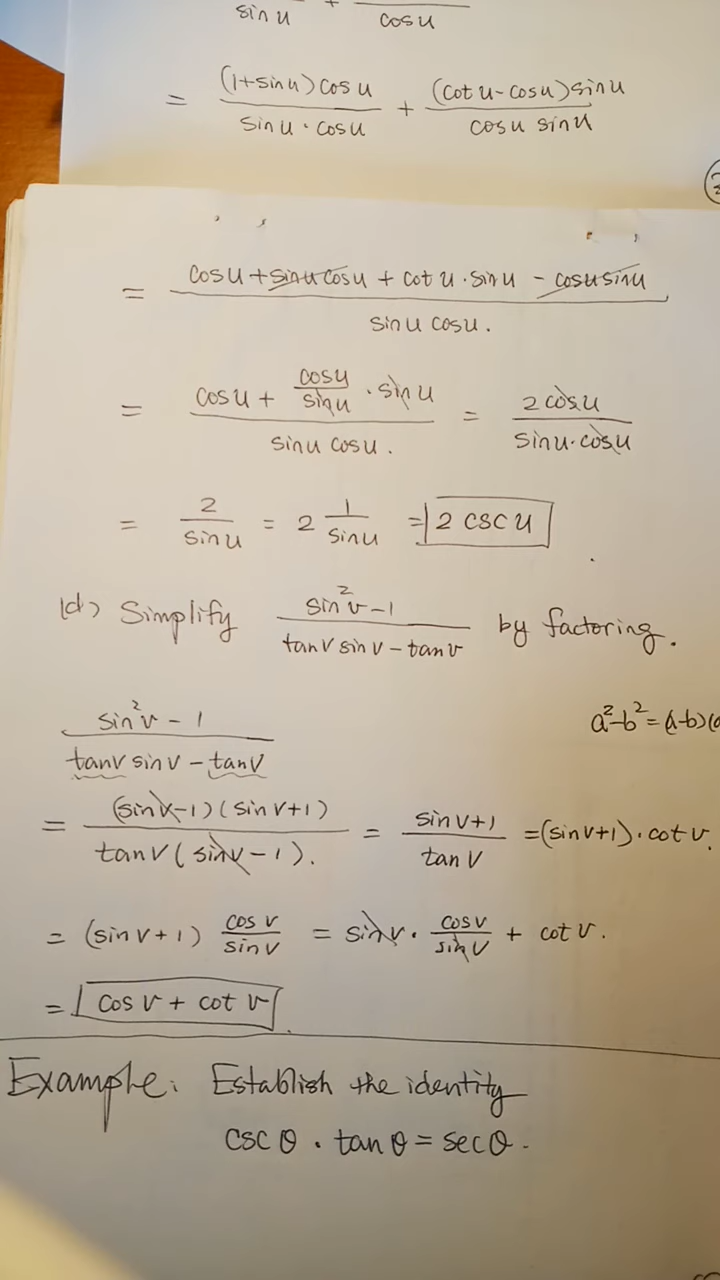 sin u + cos u
= (1+sin u) cos u / sin u · cos u + (cot u - cos u) sin u / cos u sin u
= cos u + sin u cos u + cot u · sin u - cos u sin u / sin u cos u.
= cos u + cos u / sin u · sin u / sin u cos u. = 2 cos u / sin u · cos u
= 2 / sin u = 2 1 / sin u = 2 csc u
(d) Simplify sin² v - 1 / tan v sin v - tan v by factoring.
sin² v - 1 / tan v sin v - tan v
a² - b² = (a-b)(
= (sin v - 1)(sin v + 1) / tan v (sin v - 1). = sin v + 1 / tan v = (sin v + 1) · cot v.
= (sin v + 1) cos v / sin v = sin v · cos v / sin v + cot v.
= cos v + cot v
Example: Establish the identity
csc θ · tan θ = sec θ.